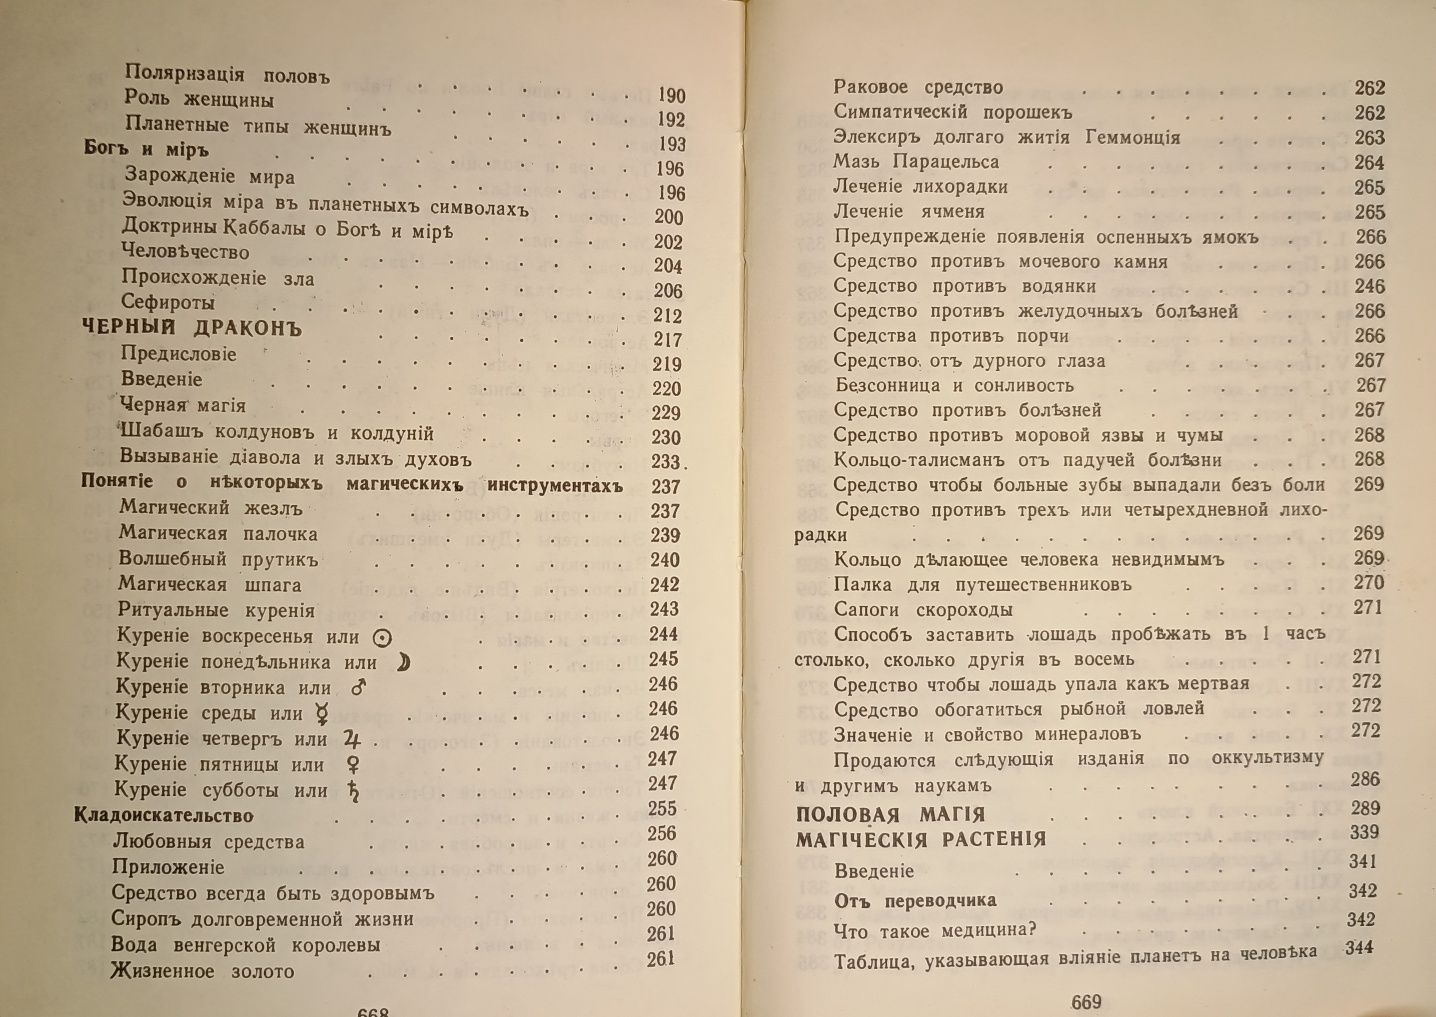 Поляризація половъ . . . . . . . 190
Роль женщины . . . . . . . . . 192
Планетные типы женщинъ . . . . . . 193
Богъ и міръ . . . . . . . . . . . 196
Зарожденіе мира . . . . . . . . . 196
Эволюція міра въ планетныхъ символахъ . . . 200
Доктрины Каббалы о Богѣ и мірѣ . . . . . 202
Человѣчество . . . . . . . . . . 204
Происхожденіе зла . . . . . . . . 206
Сефироты . . . . . . . . . . . 212
ЧЕРНЫЙ ДРАКОНЪ . . . . . . . . 217
Предисловіе . . . . . . . . . . 219
Введеніе . . . . . . . . . . . 220
Черная магія . . . . . . . . . . 229
Шабашъ колдуновъ и колдуній . . . . . 230
Вызываніе діавола и злыхъ духовъ . . . . 233.
Понятіе о нѣкоторыхъ магическихъ инструментахъ 237
Магический жезлъ . . . . . . . . 237
Магическая палочка . . . . . . . . 239
Волшебный прутикъ . . . . . . . . 240
Магическая шпага . . . . . . . . 242
Ритуальные куренія . . . . . . . . 243
Куреніе воскресенья или ☉ . . . . . 244
Куреніе понедѣльника или ☽ . . . . . 245
Куреніе вторника или ♂ . . . . . . 246
Куреніе среды или ☿ . . . . . . . 246
Куреніе четвергъ или ♃ . . . . . . . . 246
Куреніе пятницы или ♀ . . . . . . 247
Куреніе субботы или ♄ . . . . . . 247
Кладоискательство . . . . . . . . . 255
Любовныя средства . . . . . . . . 256
Приложеніе . . . . . . . . . . 260
Средство всегда быть здоровымъ . . . . . 260
Сиропъ долговременной жизни . . . . . 260
Вода венгерской королевы . . . . . . 261
Жизненное золото . . . . . . . . 261
668
Раковое средство . . . . . . . . 262
Симпатическій порошекъ . . . . . . 262
Элексиръ долгаго житія Геммонція . . . . 263
Мазь Парацельса . . . . . . . . . 264
Леченіе лихорадки . . . . . . . . . 265
Леченіе ячменя . . . . . . . . . 265
Предупрежденіе появленія оспенныхъ ямокъ . . 266
Средство противъ мочевого камня . . . . 266
Средство противъ водянки . . . . . . 246
Средство противъ желудочныхъ болѣзней . . . 266
Средства противъ порчи . . . . . . . 266
Средство отъ дурного глаза . . . . . 267
Безсонница и сонливость . . . . . . . 267
Средство противъ болѣзней . . . . . . 267
Средство противъ моровой язвы и чумы . . . 268
Кольцо-талисманъ отъ падучей болѣзни . . . 268
Средство чтобы больные зубы выпадали безъ боли 269
Средство противъ трехъ или четырехдневной лихо-
радки . . . . . . . . . . . . . 269
Кольцо дѣлающее человека невидимымъ . . . 269
Палка для путешественниковъ . . . . . 270
Сапоги скороходы . . . . . . . . 271
Способъ заставить лошадь пробѣжать въ 1 часъ
столько, сколько другія въ восемь . . . . . 271
Средство чтобы лошадь упала какъ мертвая . . 272
Средство обогатиться рыбной ловлей . . . 272
Значеніе и свойство минераловъ . . . . . 272
Продаются слѣдующія изданія по оккультизму
и другимъ наукамъ . . . . . . . . . 286
ПОЛОВАЯ МАГІЯ . . . . . . . . . 289
МАГІЧЕСКІЯ РАСТЕНІЯ . . . . . . . . 339
Введеніе . . . . . . . . . . 341
Отъ переводчика . . . . . . . . . 342
Что такое медицина? . . . . . . . . 342
Таблица, указывающая вліяніе планетъ на человѣка 344
669